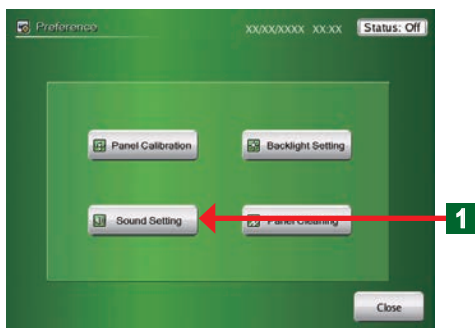 Preference XX/XX/XXXX XX:XX Status: Off
Panel Calibration Backlight Setting
Sound Setting Panel Cleaning 1
Close